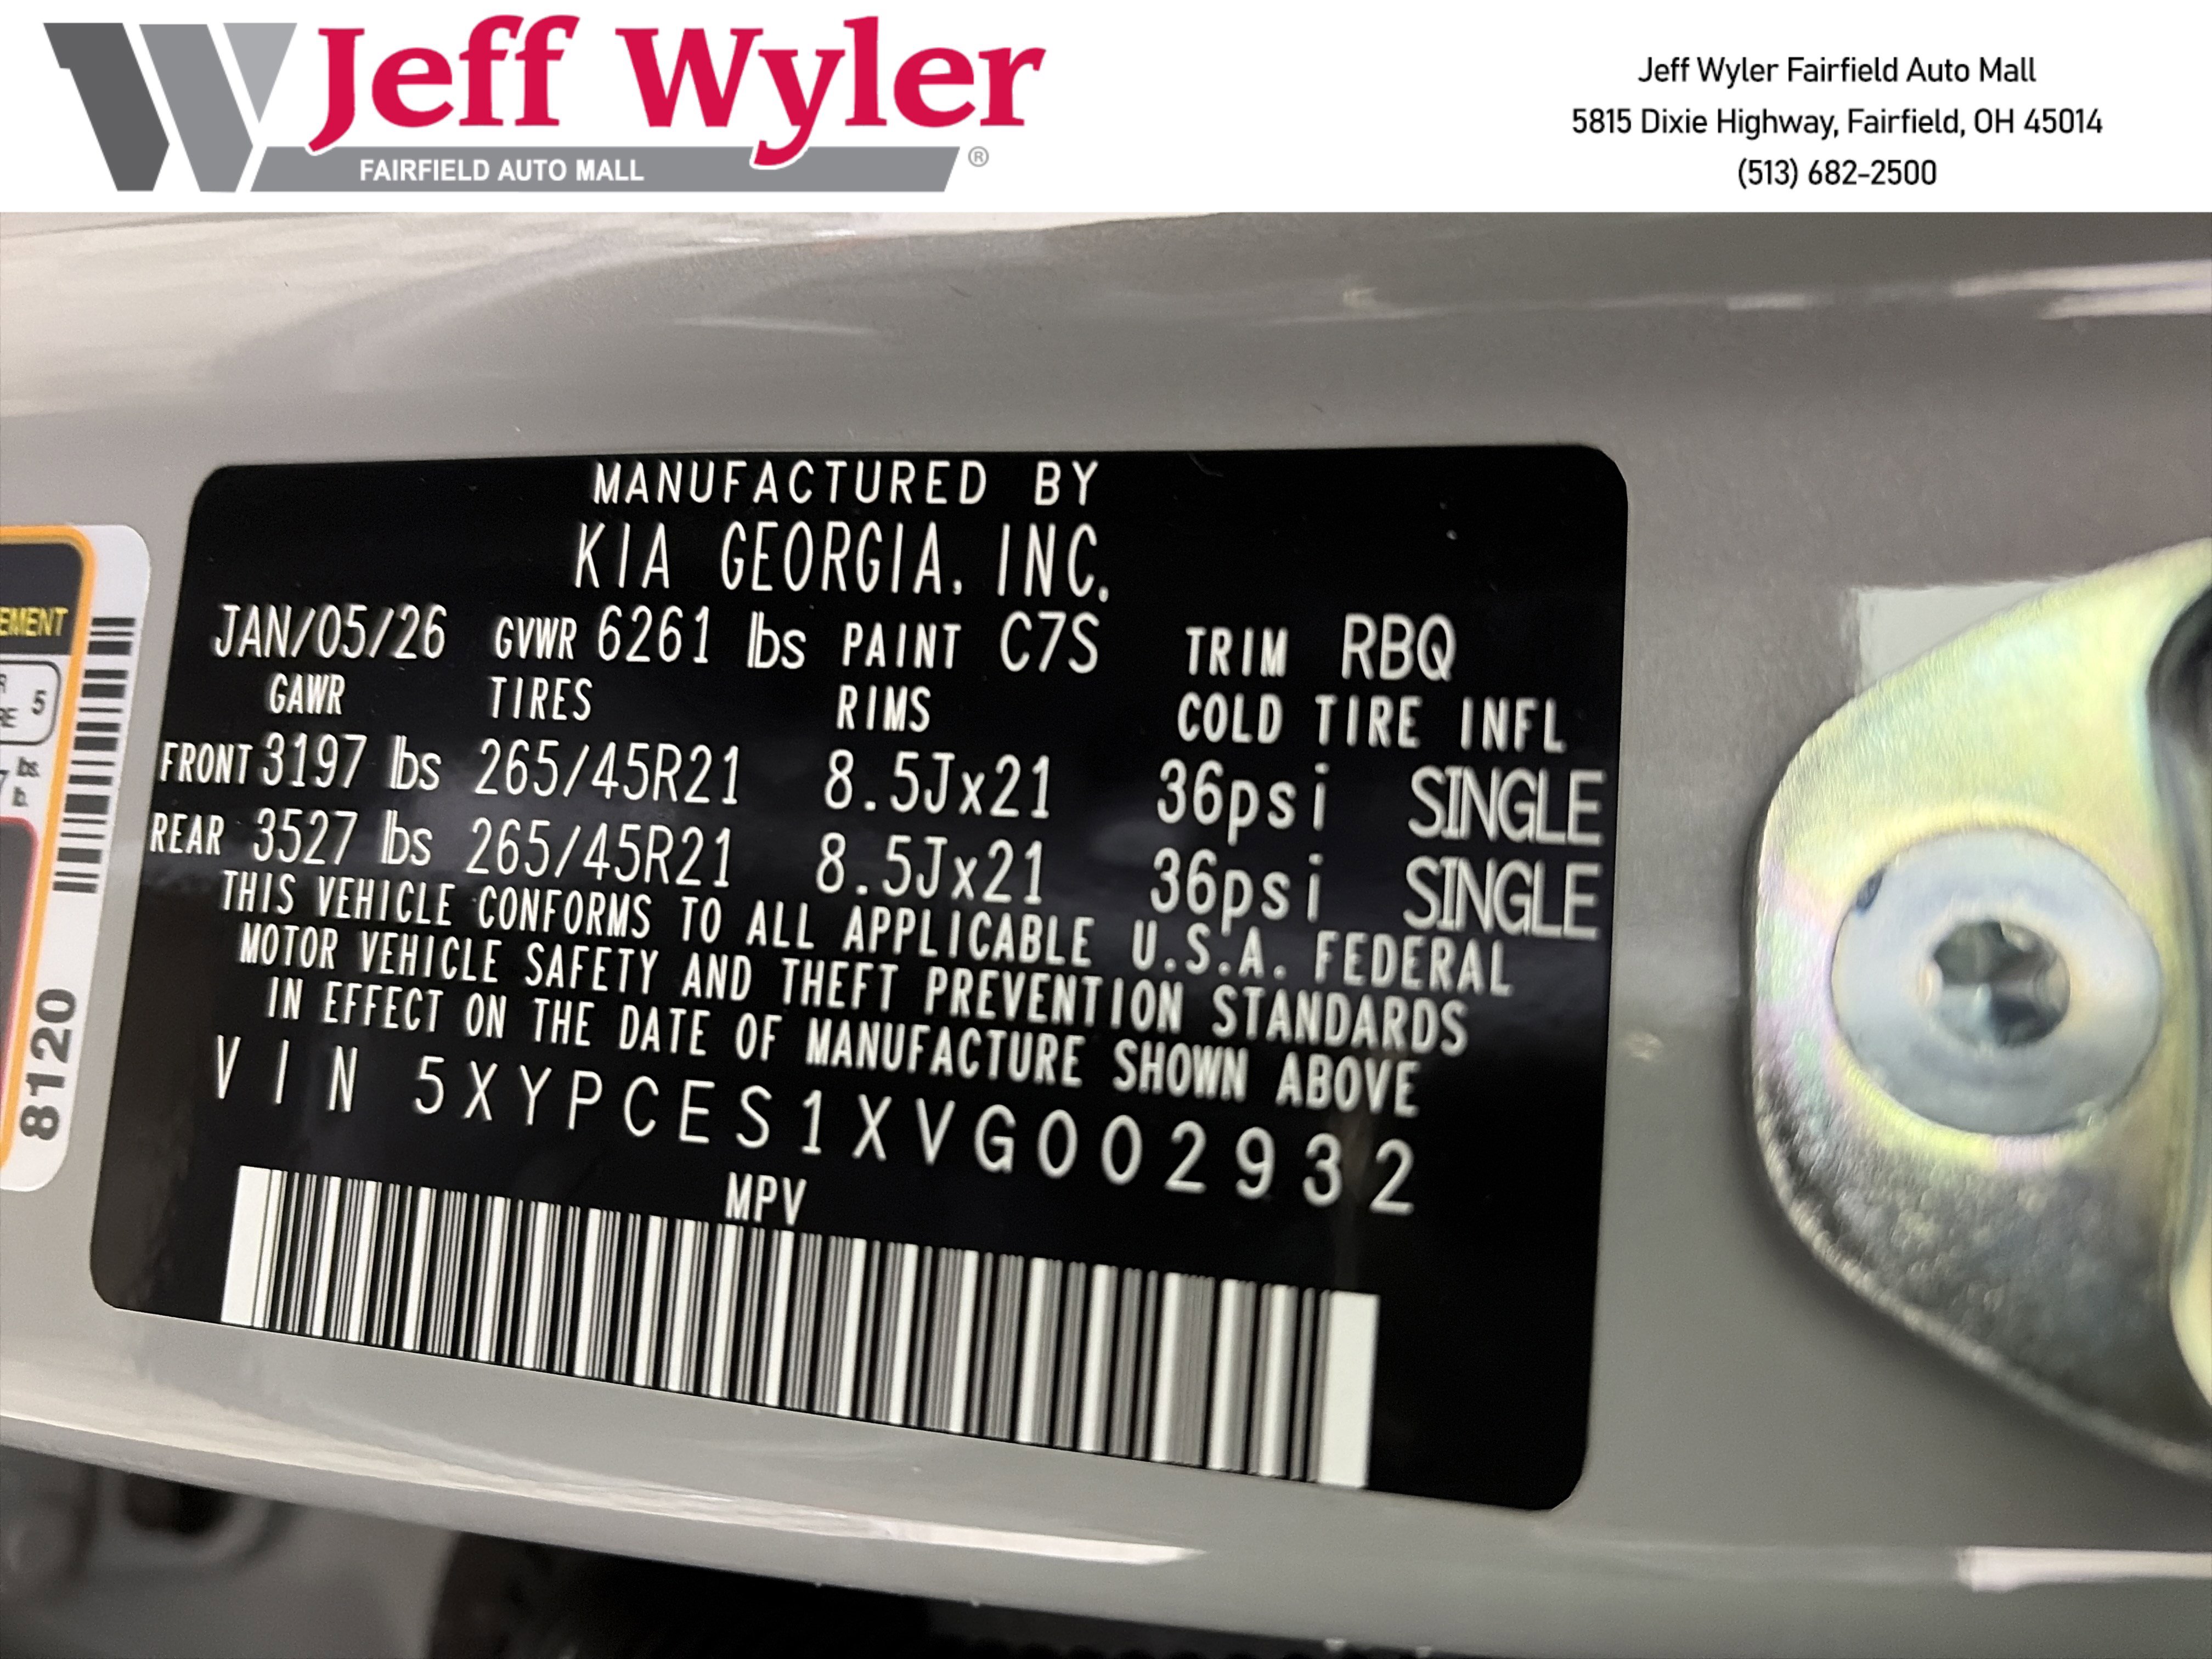 Jeff Wyler
FAIRFIELD AUTO MALL ®
Jeff Wyler Fairfield Auto Mall
5815 Dixie Highway, Fairfield, OH 45014
(513) 682-2500
MANUFACTURED BY
KIA GEORGIA, INC.
JAN/05/26 GVWR 6261 lbs PAINT C7S TRIM RBQ
GAWR TIRES RIMS COLD TIRE INFL
FRONT 3197 lbs 265/45R21 8.5Jx21 36psi SINGLE
REAR 3527 lbs 265/45R21 8.5Jx21 36psi SINGLE
THIS VEHICLE CONFORMS TO ALL APPLICABLE U.S.A. FEDERAL
MOTOR VEHICLE SAFETY AND THEFT PREVENTION STANDARDS
IN EFFECT ON THE DATE OF MANUFACTURE SHOWN ABOVE
VIN 5XYPCES1XVG002932
MPV
EMENT
5
lbs.
lb.
8120